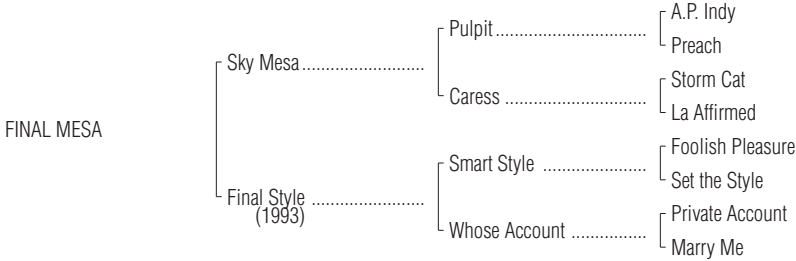 A.P. Indy
Pulpit
Preach
Sky Mesa
Storm Cat
Caress
La Affirmed
FINAL MESA
Foolish Pleasure
Smart Style
Set the Style
Final Style
(1993)
Private Account
Whose Account
Marry Me